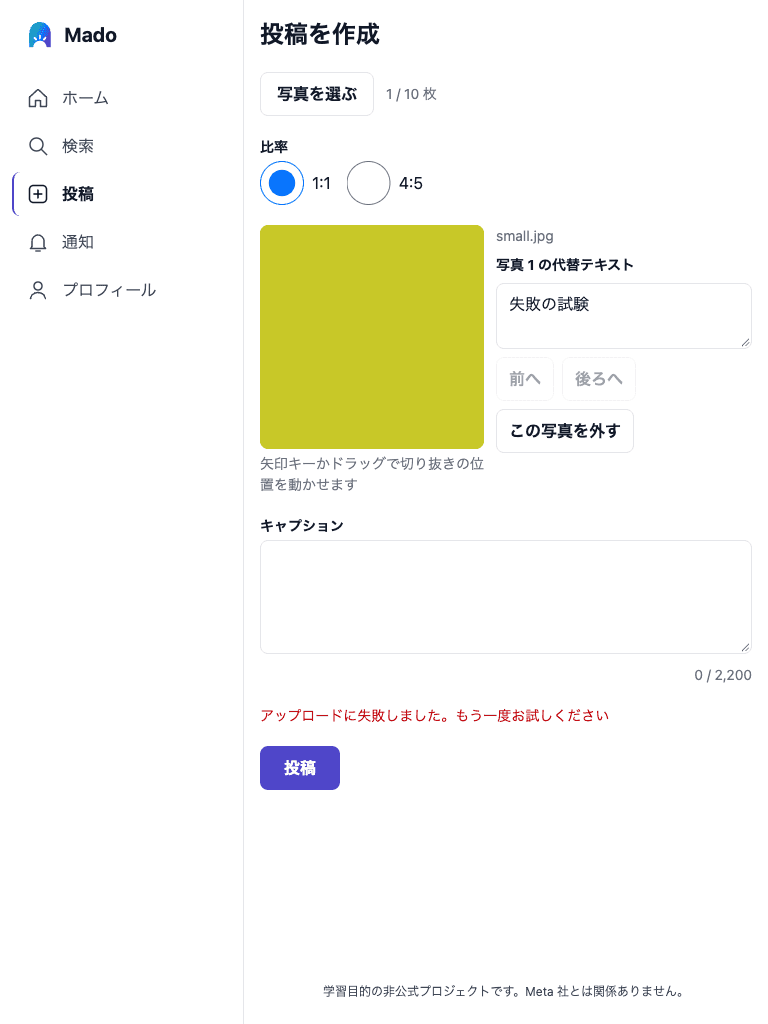 Mado
ホーム
検索
投稿
通知
プロフィール
投稿を作成
写真を選ぶ
1 / 10 枚
比率
1:1
4:5
small.jpg
写真 1 の代替テキスト
失敗の試験
前へ
後ろへ
この写真を外す
矢印キーかドラッグで切り抜きの位
置を動かせます
キャプション
0 / 2,200
アップロードに失敗しました。もう一度お試しください
投稿
学習目的の非公式プロジェクトです。Meta 社とは関係ありません。